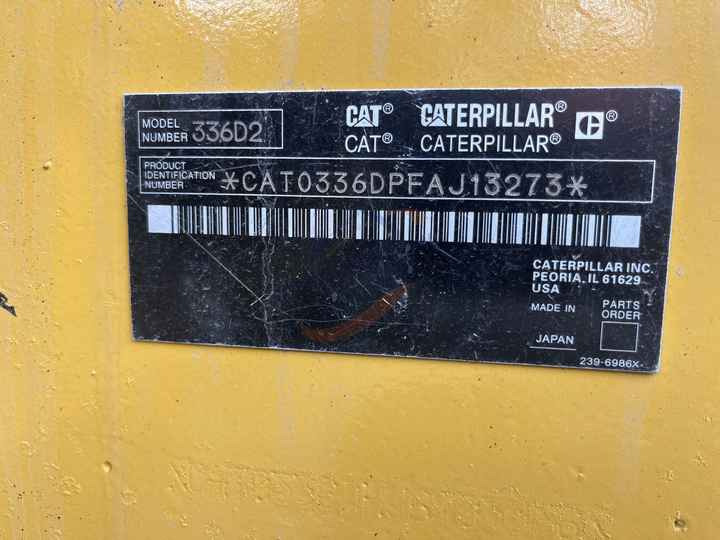 MODEL NUMBER 336D2
CAT® CATERPILLAR® C®
CAT® CATERPILLAR®
PRODUCT IDENTIFICATION NUMBER *CAT0336DPFAJ13273*
CATERPILLAR INC.
PEORIA, IL 61629
USA
MADE IN PARTS ORDER
JAPAN
239-6986X